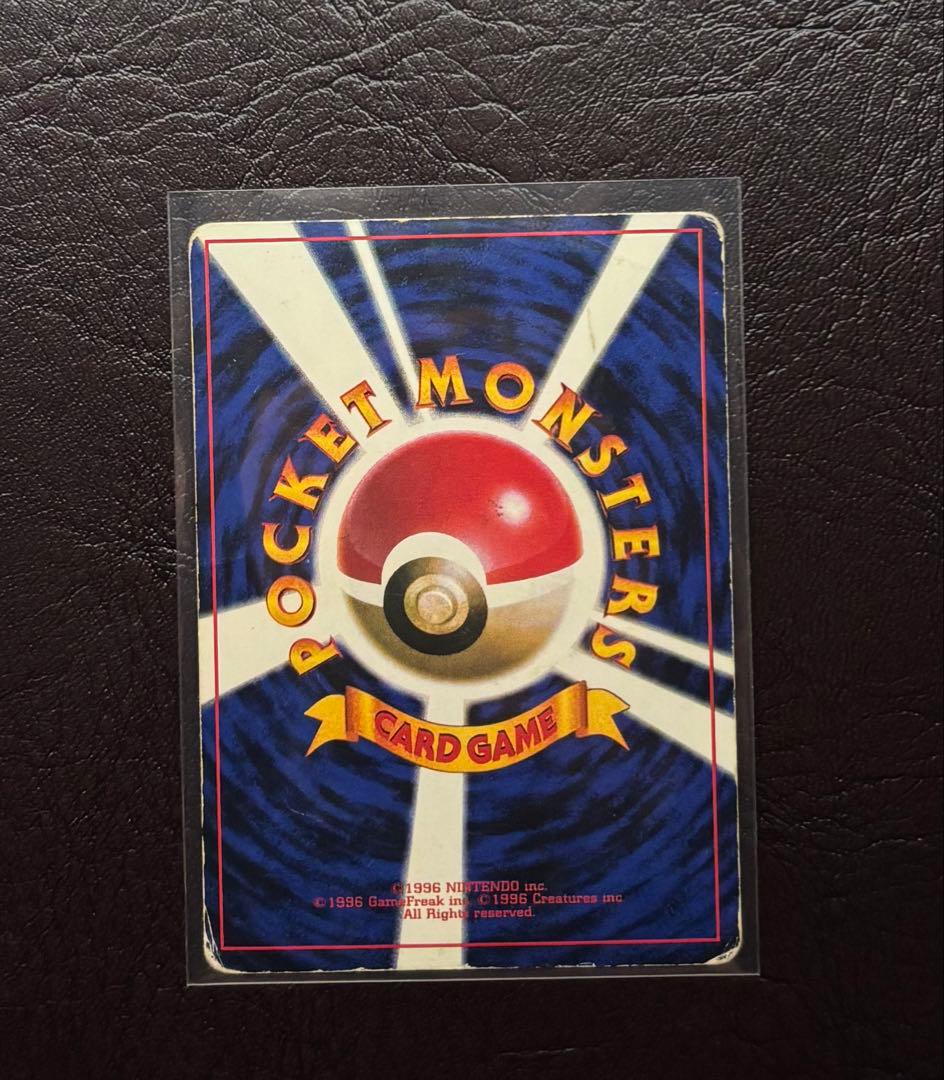 POCKET MONSTERS
CARD GAME
©1996 NINTENDO inc.
©1996 GameFreak inc. ©1996 Creatures inc.
All Rights reserved.